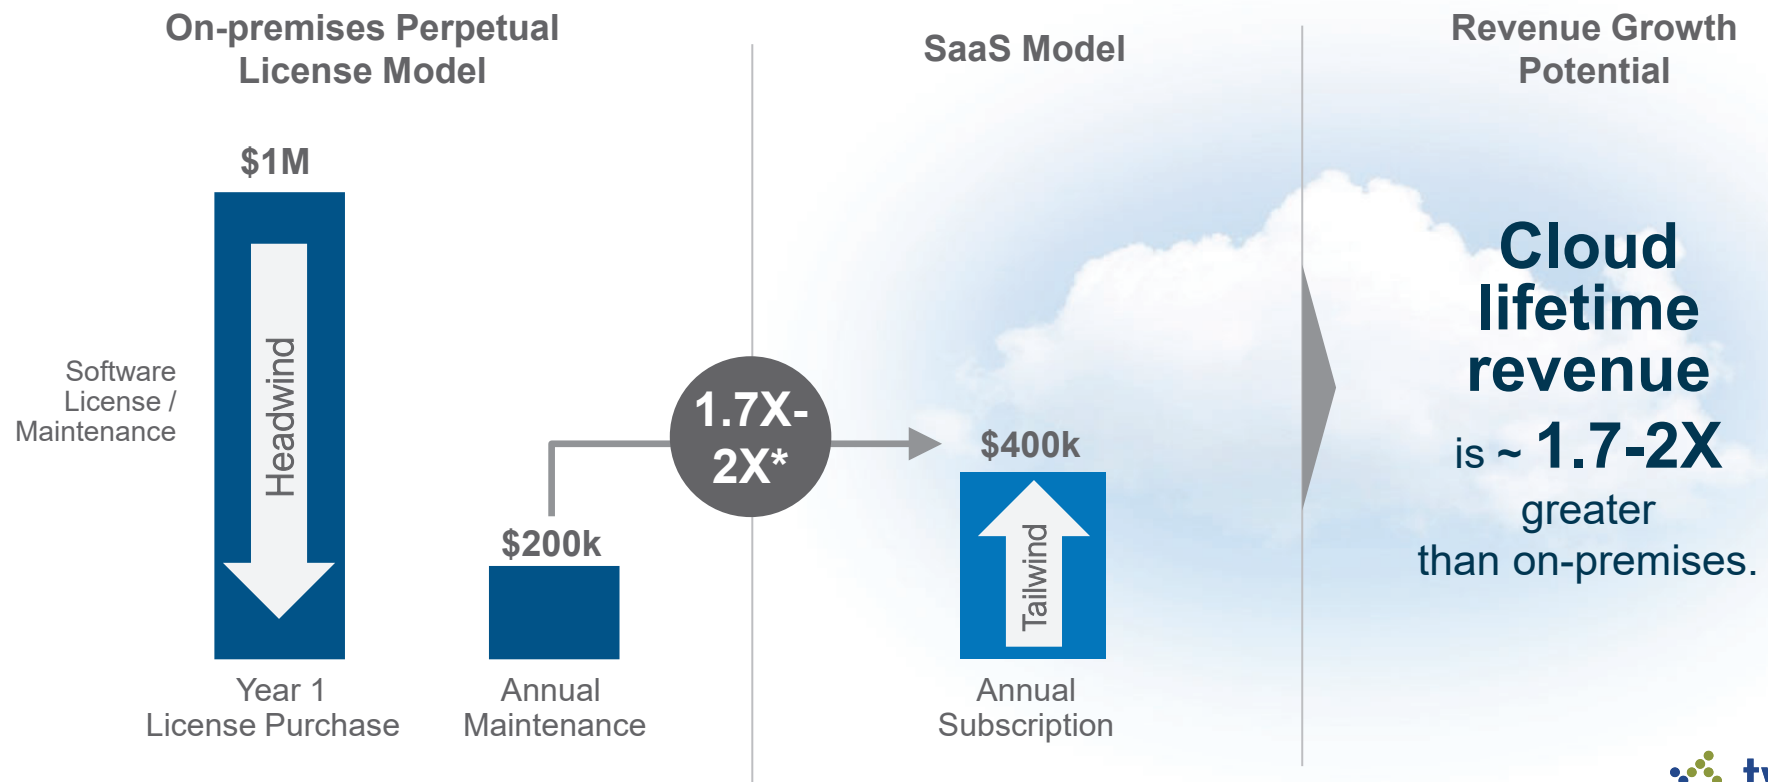 On-premises Perpetual
License Model
SaaS Model
Revenue Growth
Potential
$1M
Software
License /
Maintenance
Headwind
$200k
1.7X-
2X*
$400k
Tailwind
Cloud
lifetime
revenue
is ~ 1.7-2X
greater
than on-premises.
Year 1
License Purchase
Annual
Maintenance
Annual
Subscription